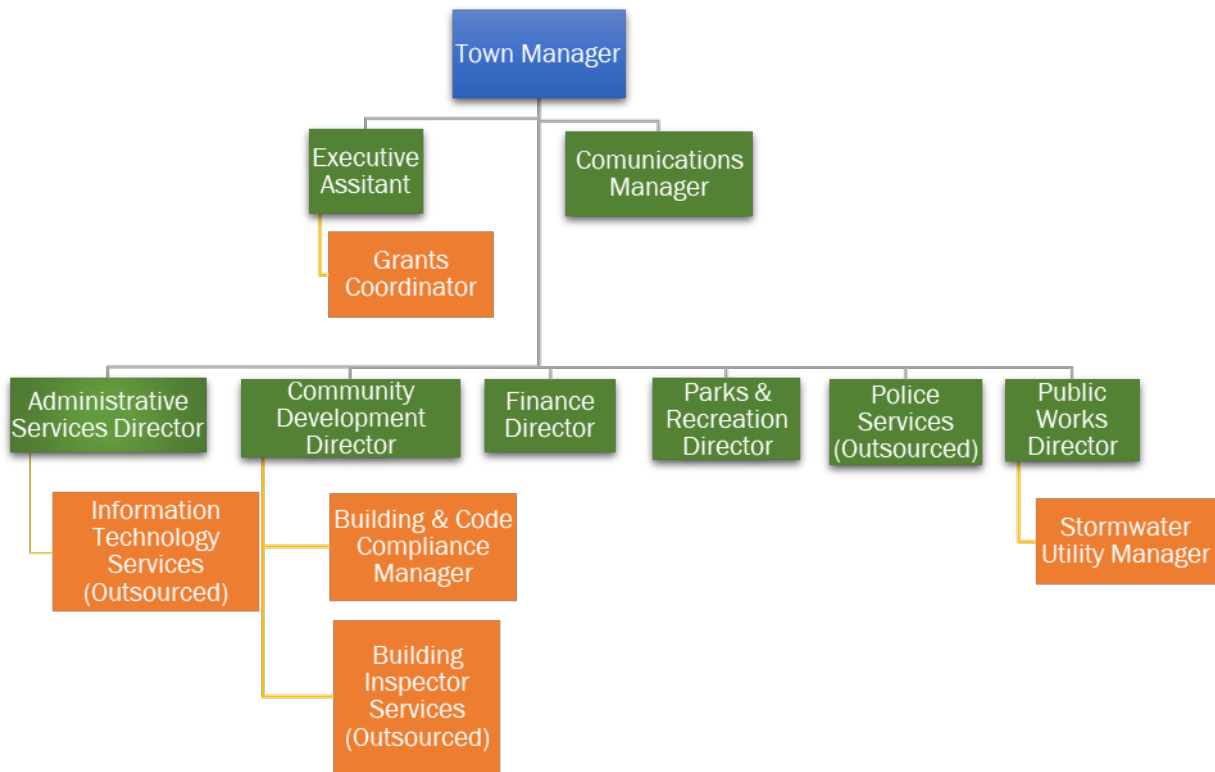 Town Manager
Executive
Assitant
Comunications
Manager
Grants
Coordinator
Administrative
Services Director
Community
Development
Director
Finance
Director
Parks &
Recreation
Director
Police
Services
(Outsourced)
Public
Works
Director
Information
Technology
Services
(Outsourced)
Building & Code
Compliance
Manager
Stormwater
Utility Manager
Building
Inspector
Services
(Outsourced)